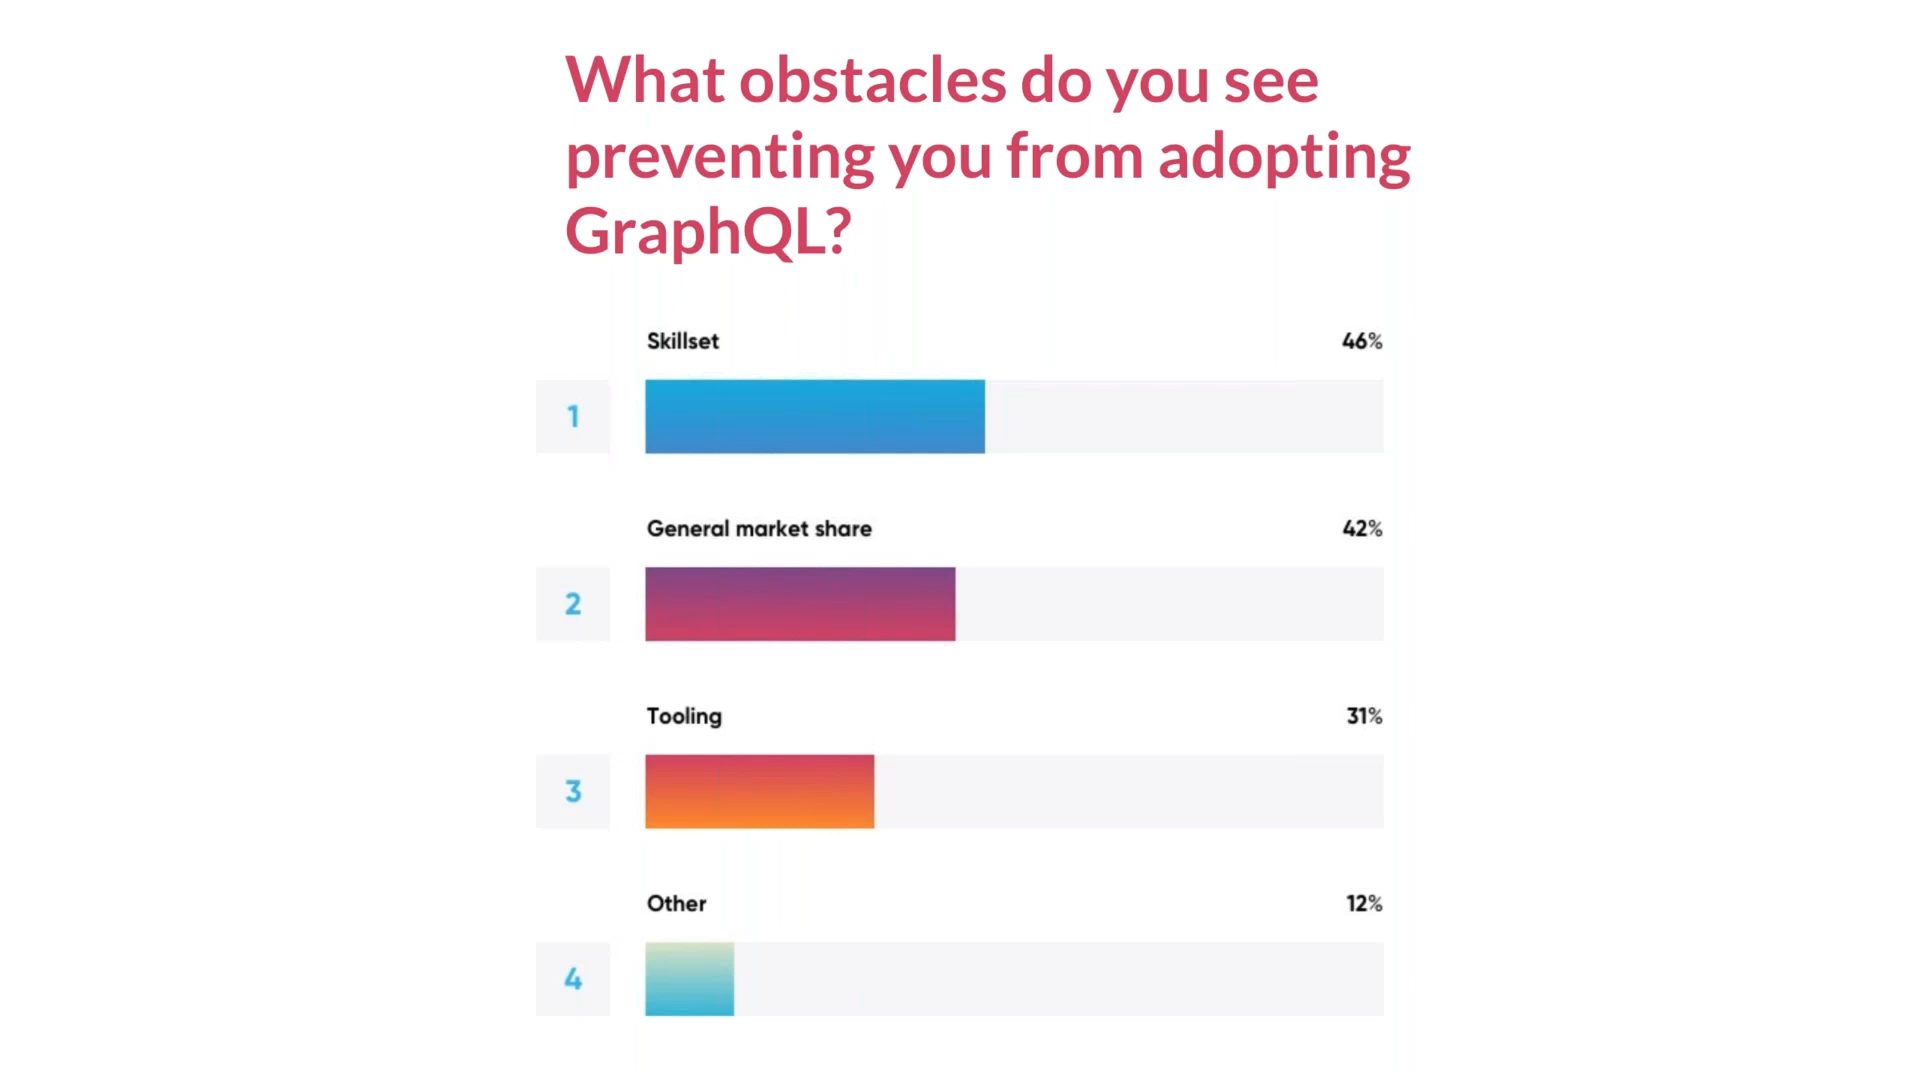 What obstacles do you see
preventing you from adopting
GraphQL?
Skillset 46%
1
General market share 42%
2
Tooling 31%
3
Other 12%
4